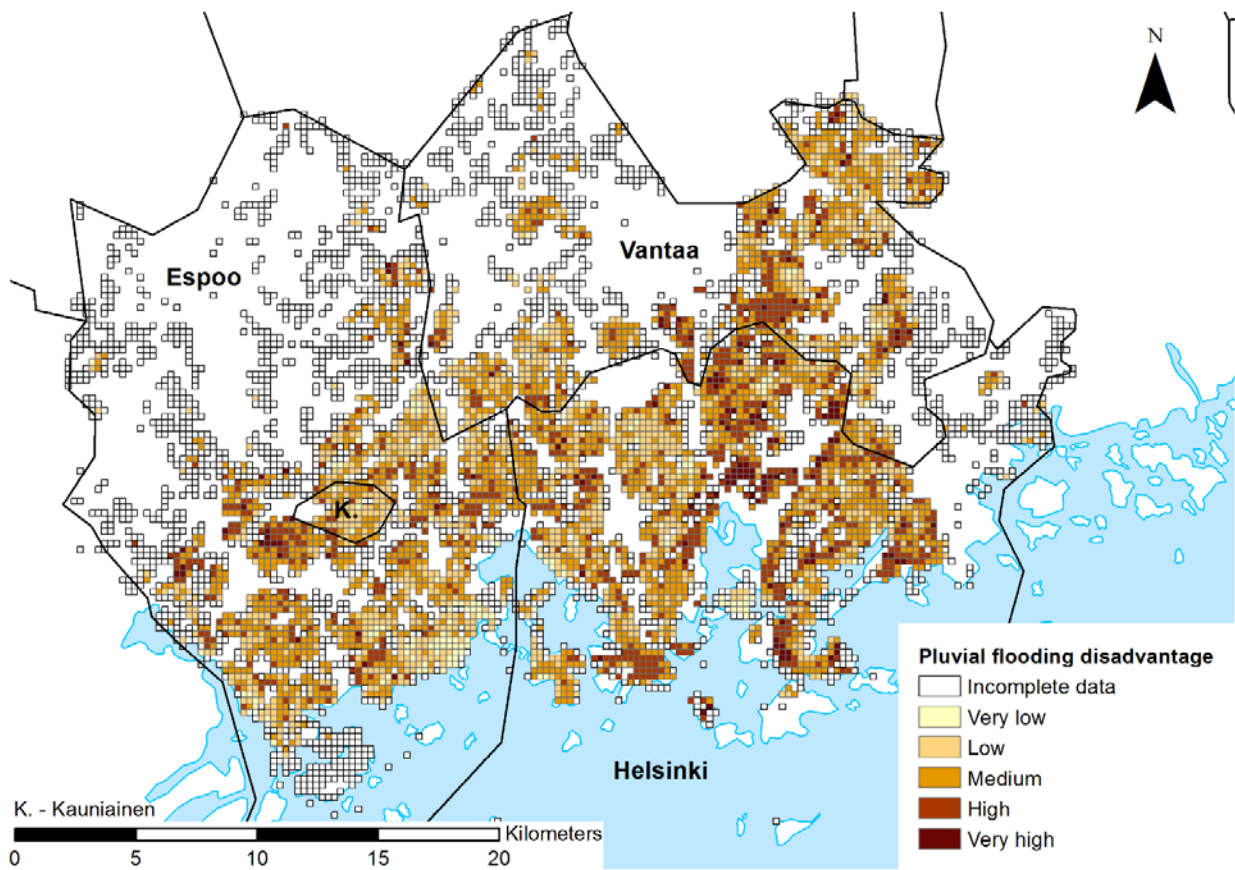 N
Espoo
Vantaa
K.
Helsinki
Pluvial flooding disadvantage
Incomplete data
Very low
Low
Medium
High
Very high
K. - Kauniainen
Kilometers
0 5 10 15 20